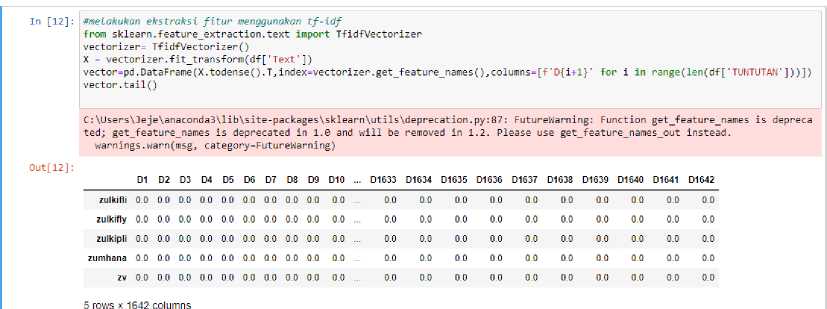 In [12]: #melakukan ekstraksi fitur menggunakan tf-idf
from sklearn.feature_extraction.text import TfidfVectorizer
vectorizer= TfidfVectorizer()
X = vectorizer.fit_transform(df['Text'])
vector=pd.DataFrame(X.todense().T,index=vectorizer.get_feature_names(),columns=[f'D{i+1}' for i in range(len(df['TUNTUTAN']))])
vector.tail()
C:\Users\Jeje\anaconda3\lib\site-packages\sklearn\utils\deprecation.py:87: FutureWarning: Function get_feature_names is depreca
ted; get_feature_names is deprecated in 1.0 and will be removed in 1.2. Please use get_feature_names_out instead.
warnings.warn(msg, category=FutureWarning)
Out[12]:
D1 D2 D3 D4 D5 D6 D7 D8 D9 D10 ... D1633 D1634 D1635 D1636 D1637 D1638 D1639 D1640 D1641 D1642
zulkifli 0.0 0.0 0.0 0.0 0.0 0.0 0.0 0.0 0.0 0.0 ... 0.0 0.0 0.0 0.0 0.0 0.0 0.0 0.0 0.0 0.0
zulkifly 0.0 0.0 0.0 0.0 0.0 0.0 0.0 0.0 0.0 0.0 ... 0.0 0.0 0.0 0.0 0.0 0.0 0.0 0.0 0.0 0.0
zulkipli 0.0 0.0 0.0 0.0 0.0 0.0 0.0 0.0 0.0 0.0 ... 0.0 0.0 0.0 0.0 0.0 0.0 0.0 0.0 0.0 0.0
zumhana 0.0 0.0 0.0 0.0 0.0 0.0 0.0 0.0 0.0 0.0 ... 0.0 0.0 0.0 0.0 0.0 0.0 0.0 0.0 0.0 0.0
zv 0.0 0.0 0.0 0.0 0.0 0.0 0.0 0.0 0.0 0.0 ... 0.0 0.0 0.0 0.0 0.0 0.0 0.0 0.0 0.0 0.0
5 rows × 1642 columns